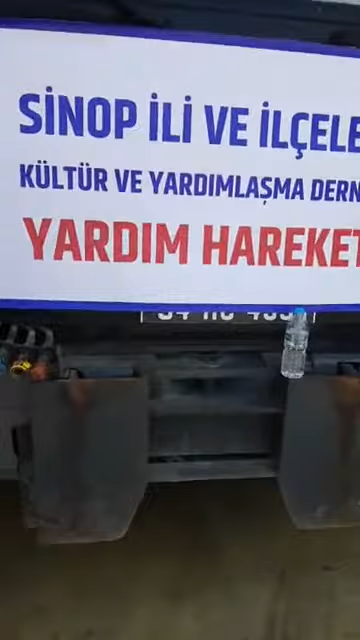 SİNOP İLİ VE İLÇELE
KÜLTÜR VE YARDIMLAŞMA DERN
YARDIM HAREKET